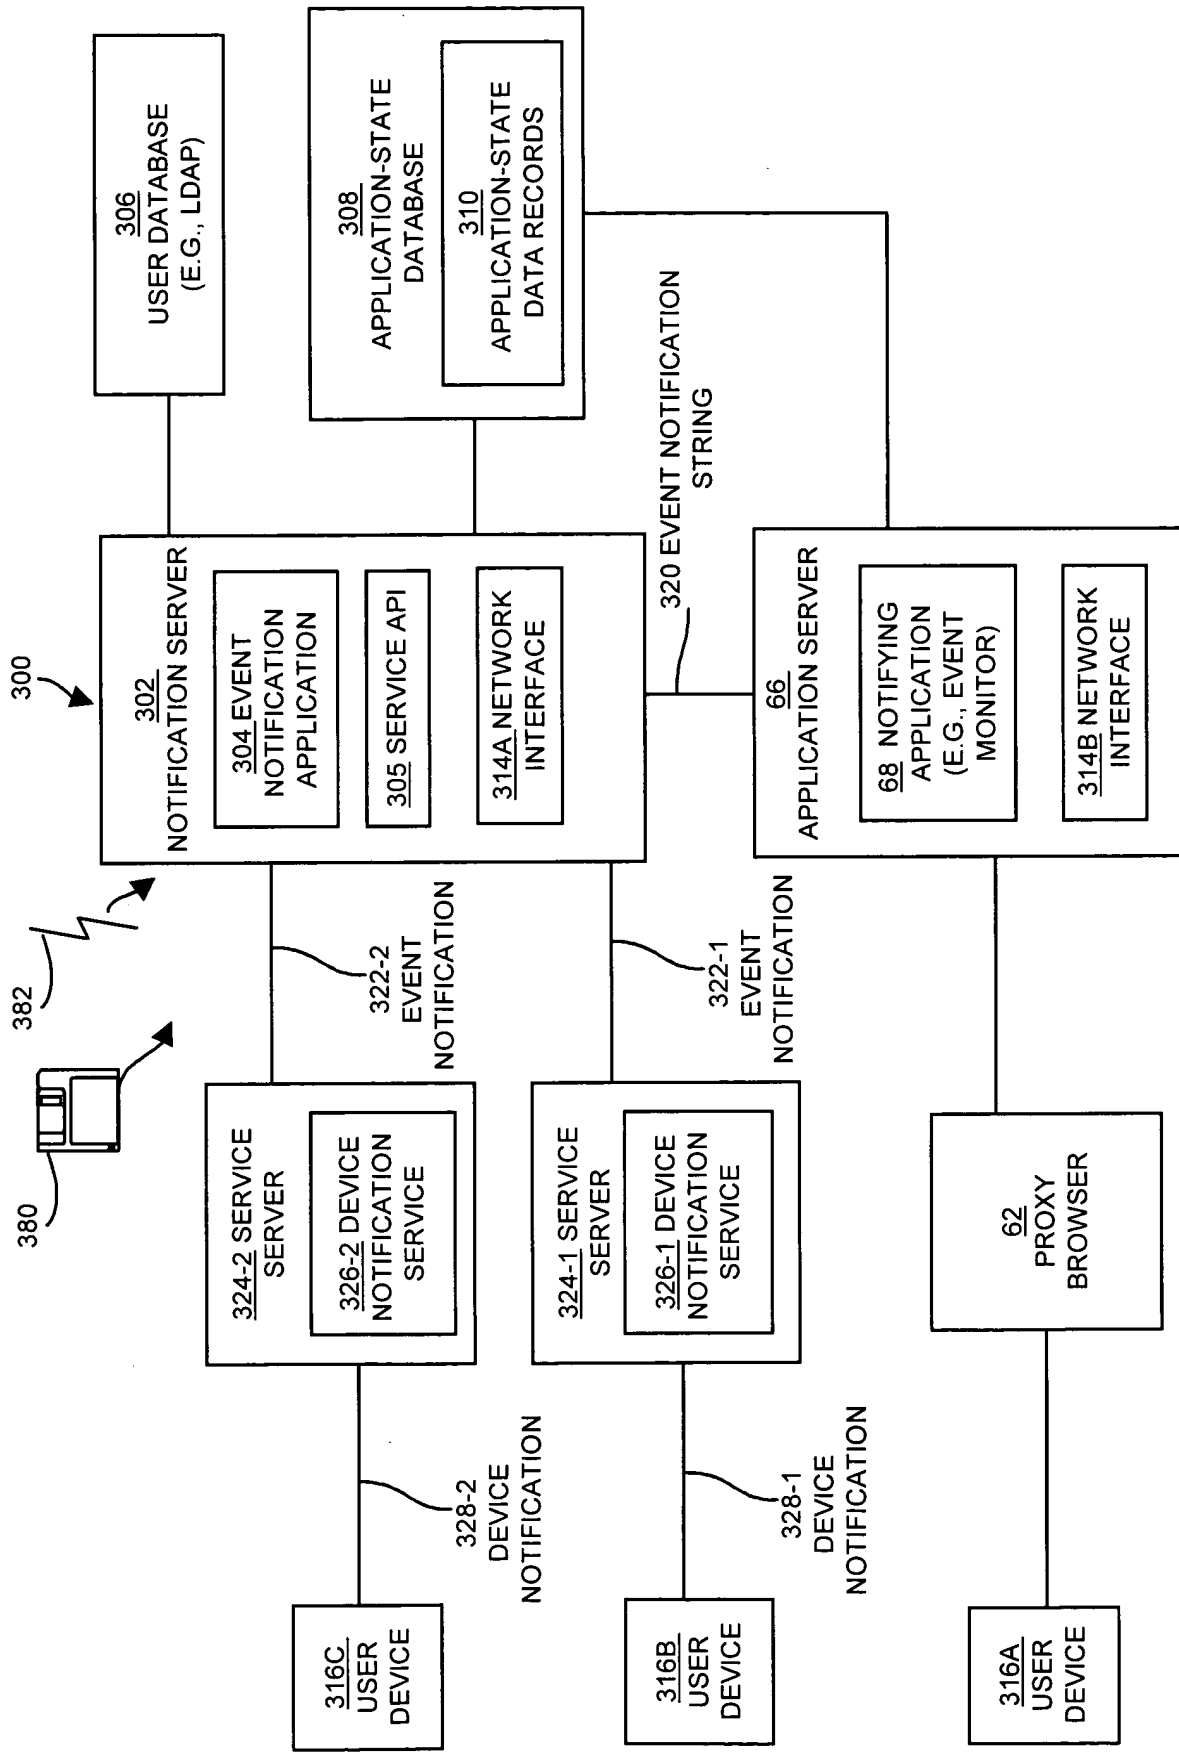 380
382
300
306
USER DATABASE
(E.G., LDAP)
302
NOTIFICATION SERVER
304 EVENT
NOTIFICATION
APPLICATION
305 SERVICE API
314A NETWORK
INTERFACE
308
APPLICATION-STATE
DATABASE
310
APPLICATION-STATE
DATA RECORDS
324-2 SERVICE
SERVER
326-2 DEVICE
NOTIFICATION
SERVICE
322-2
EVENT
NOTIFICATION
316C
USER
DEVICE
328-2
DEVICE
NOTIFICATION
324-1 SERVICE
SERVER
326-1 DEVICE
NOTIFICATION
SERVICE
322-1
EVENT
NOTIFICATION
320 EVENT NOTIFICATION
STRING
316B
USER
DEVICE
328-1
DEVICE
NOTIFICATION
66
APPLICATION SERVER
68 NOTIFYING
APPLICATION
(E.G., EVENT
MONITOR)
314B NETWORK
INTERFACE
62
PROXY
BROWSER
316A
USER
DEVICE